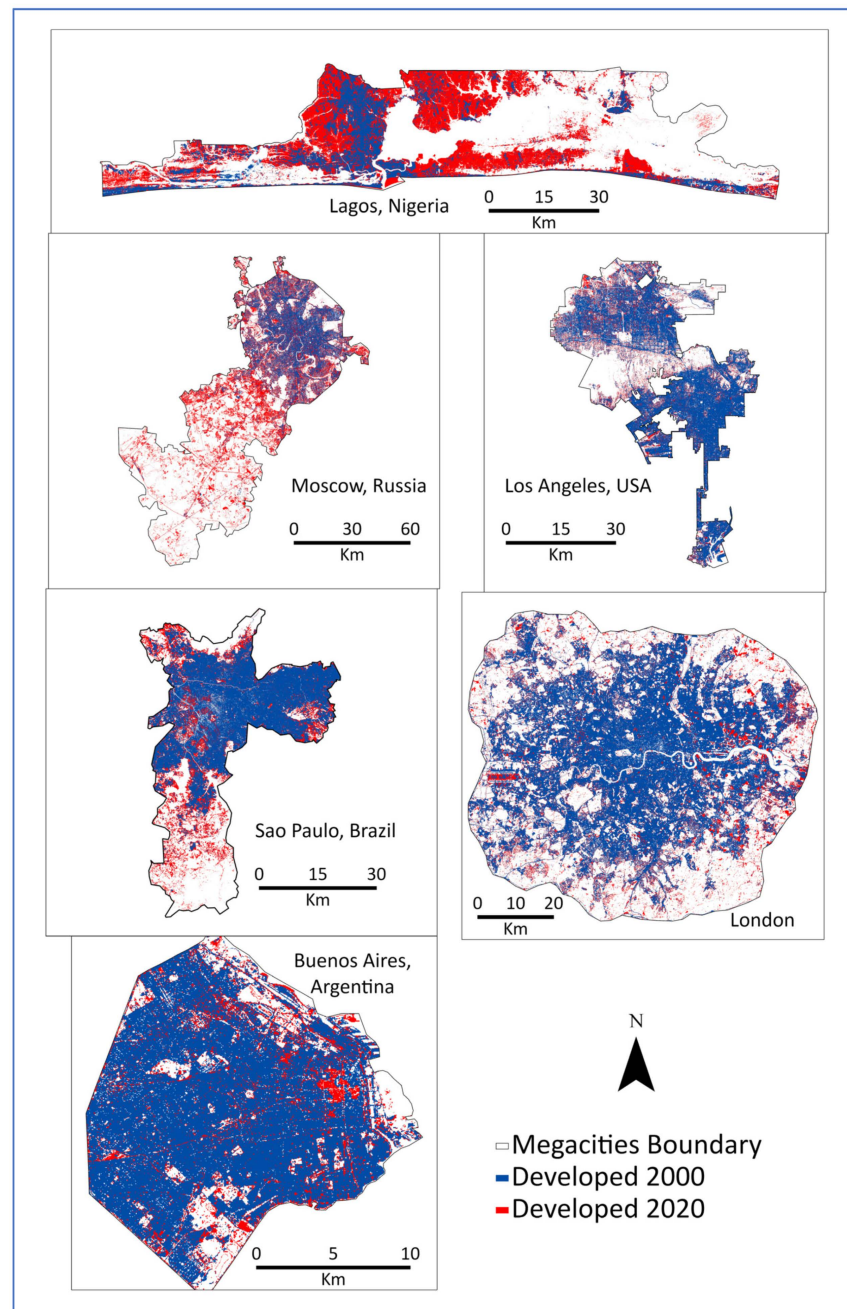 Lagos, Nigeria
0 15 30
Km
Moscow, Russia
0 30 60
Km
Los Angeles, USA
0 15 30
Km
Sao Paulo, Brazil
0 15 30
Km
0 10 20
Km
London
Buenos Aires,
Argentina
0 5 10
Km
N
Megacities Boundary
Developed 2000
Developed 2020